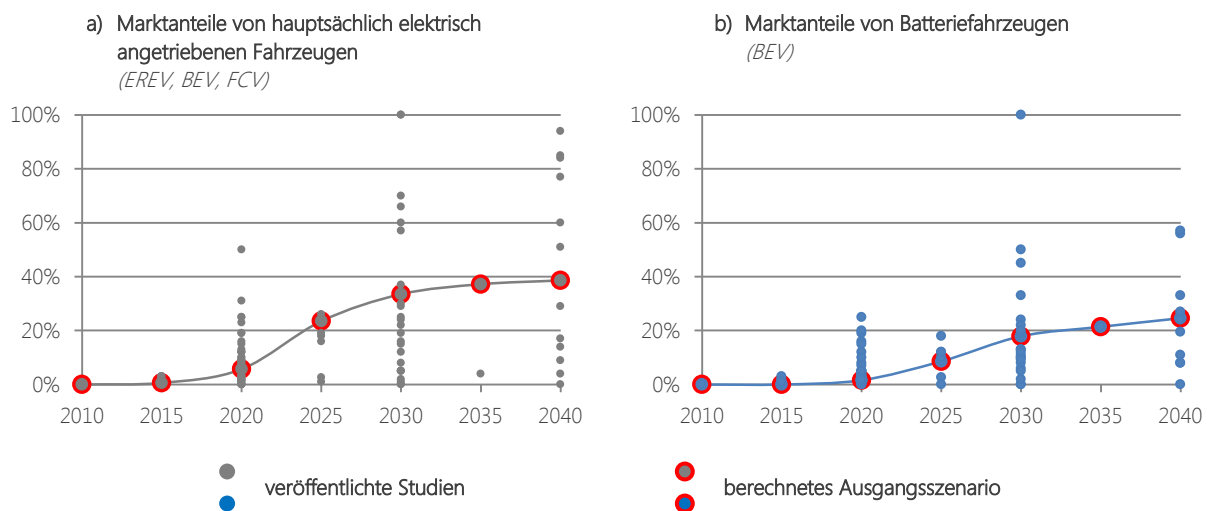 a) Marktanteile von hauptsächlich elektrisch
angetriebenen Fahrzeugen
(EREV, BEV, FCV)
100%
80%
60%
40%
20%
0%
2010 2015 2020 2025 2030 2035 2040
b) Marktanteile von Batteriefahrzeugen
(BEV)
100%
80%
60%
40%
20%
0%
2010 2015 2020 2025 2030 2035 2040
veröffentlichte Studien
berechnetes Ausgangsszenario